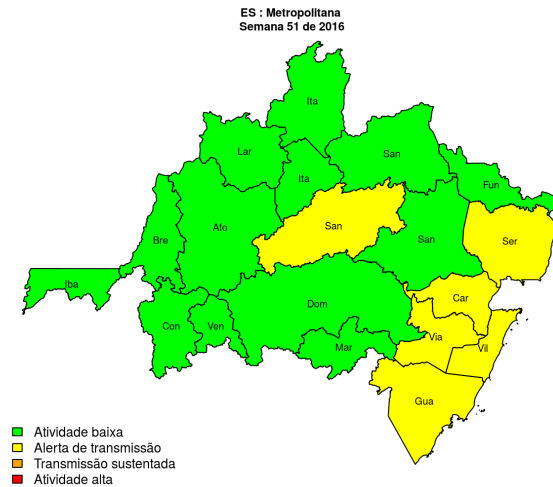 ES : Metropolitana
Semana 51 de 2016
Ita
Lar
San
Ita
Fun
Afo
San
Bre
San
Ser
Iba
Car
Dom
Con
Ven
Via
Mar
Vil
Gua
Atividade baixa
Alerta de transmissão
Transmissão sustentada
Atividade alta